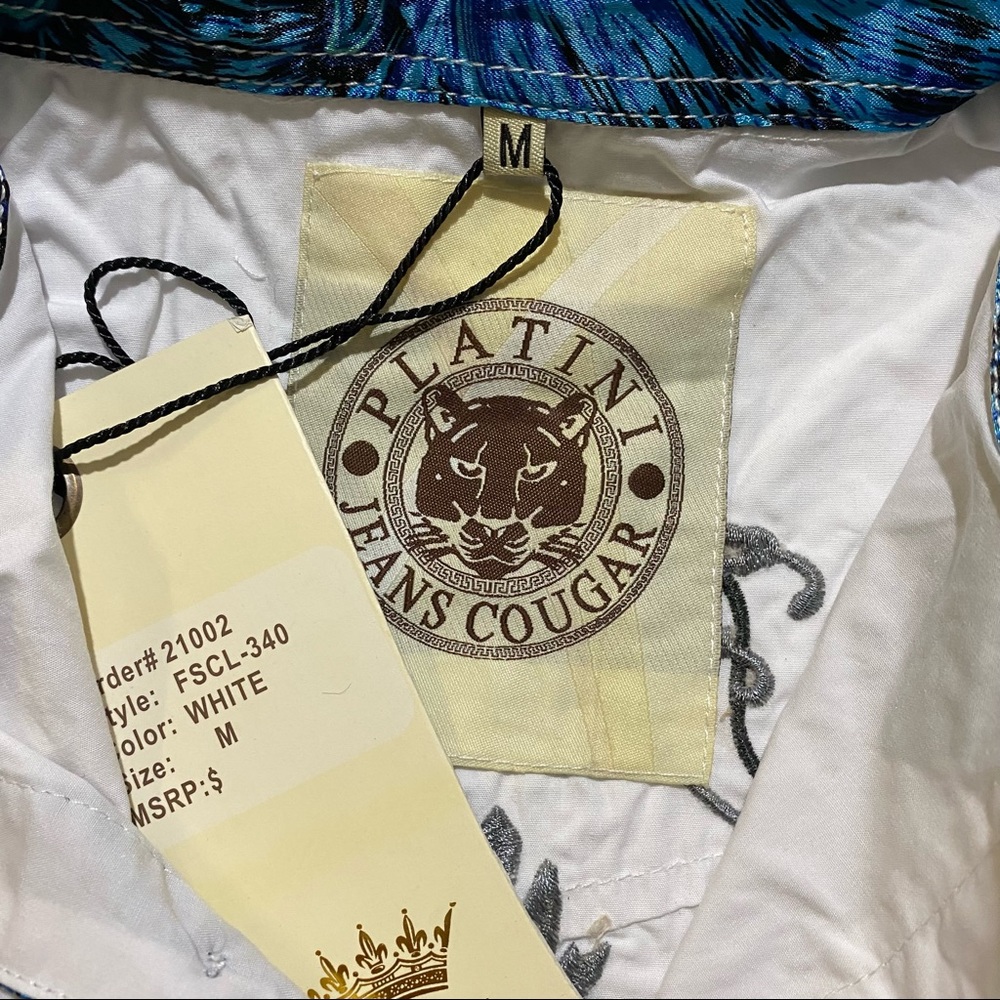 M
PLATINI
JEANS COUGAR
rder# 21002
tyle: FSCL-340
olor: WHITE
Size: M
MSRP:$